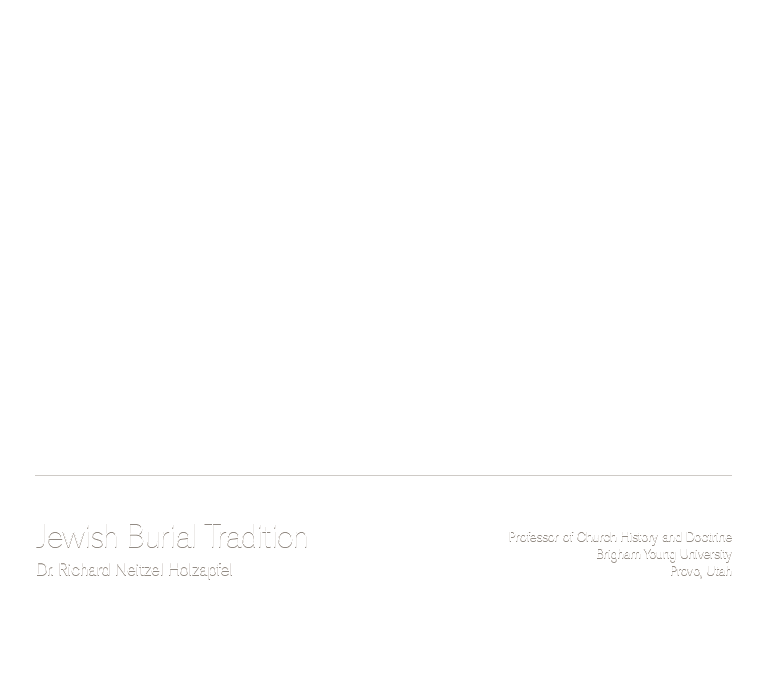 Jewish Burial Tradition
Dr. Richard Neitzel Holzapfel
Professor of Church History and Doctrine
Brigham Young University
Provo, Utah